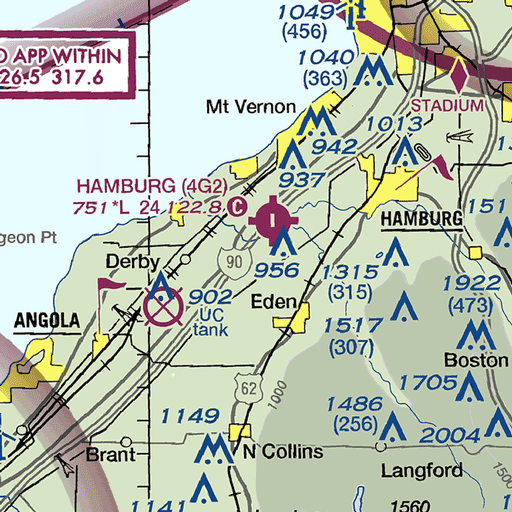 1049
(456)
O APP WITHIN
26.5 317.6
1040
(363)
STADIUM
Mt Vernon
942
1013
937
HAMBURG (4G2)
751 *L 24 122.8 C
HAMBURG
151
geon Pt
Derby
90
956
1315
(315)
1922
(473)
902
UC
tank
Eden
1517
(307)
ANGOLA
Boston
62
1000
1705
1149
1486
(256)
2004
Brant
N Collins
Langford
1500
1141
1560